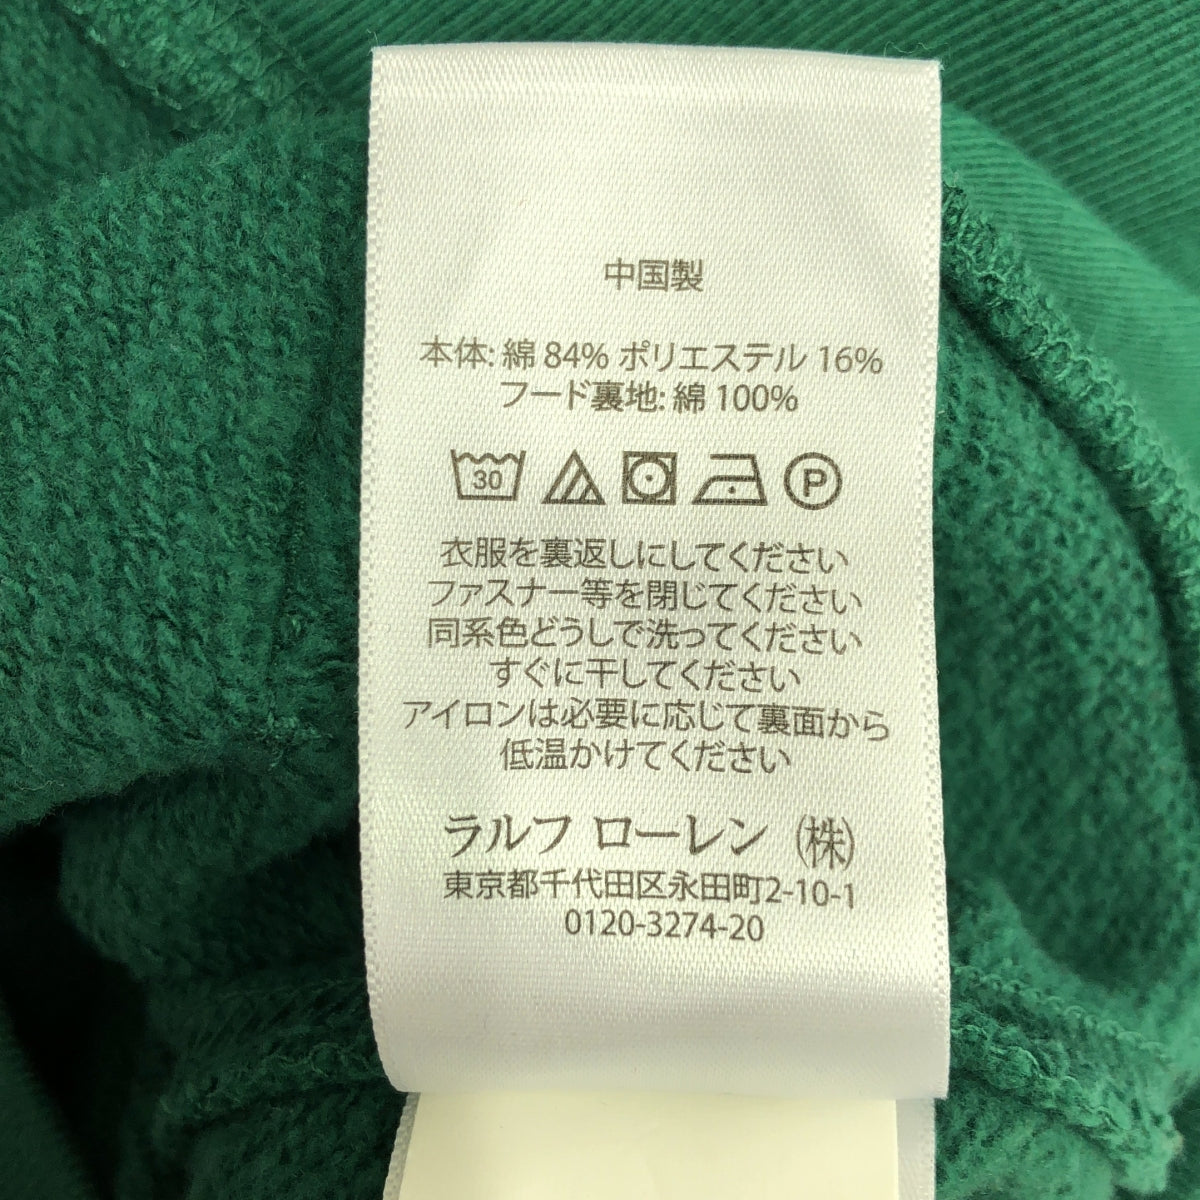 中国製
本体: 綿 84% ポリエステル 16%
フード裏地: 綿 100%
30 P
衣服を裏返しにしてください
ファスナー等を閉じてください
同系色どうしで洗ってください
すぐに干してください
アイロンは必要に応じて裏面から
低温かけてください
ラルフ ローレン (株)
東京都千代田区永田町2-10-1
0120-3274-20